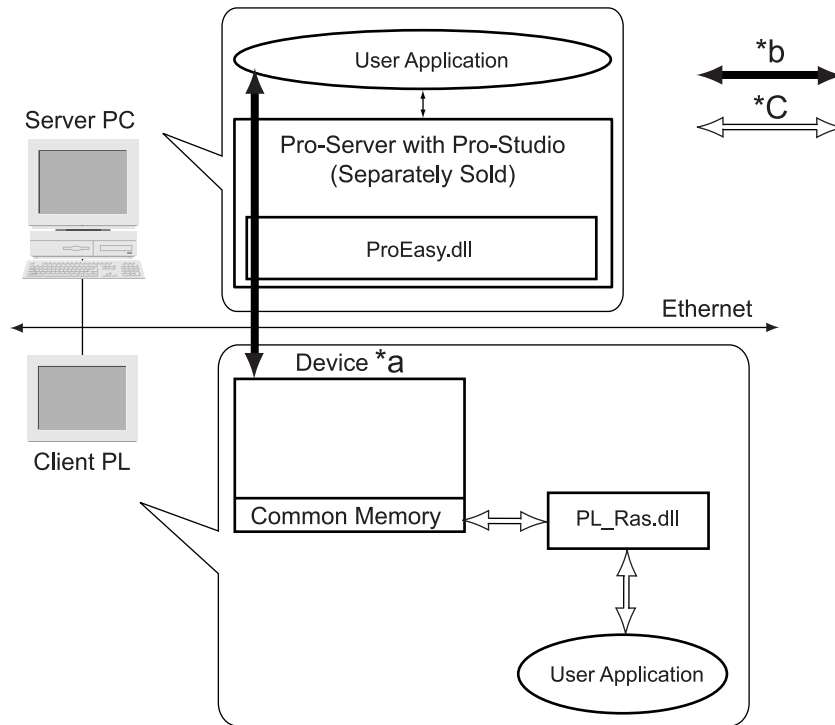 User Application
*b
Server PC
*C
Pro-Server with Pro-Studio
(Separately Sold)
ProEasy.dll
Ethernet
Device *a
Client PL
Common Memory
PL_Ras.dll
User Application